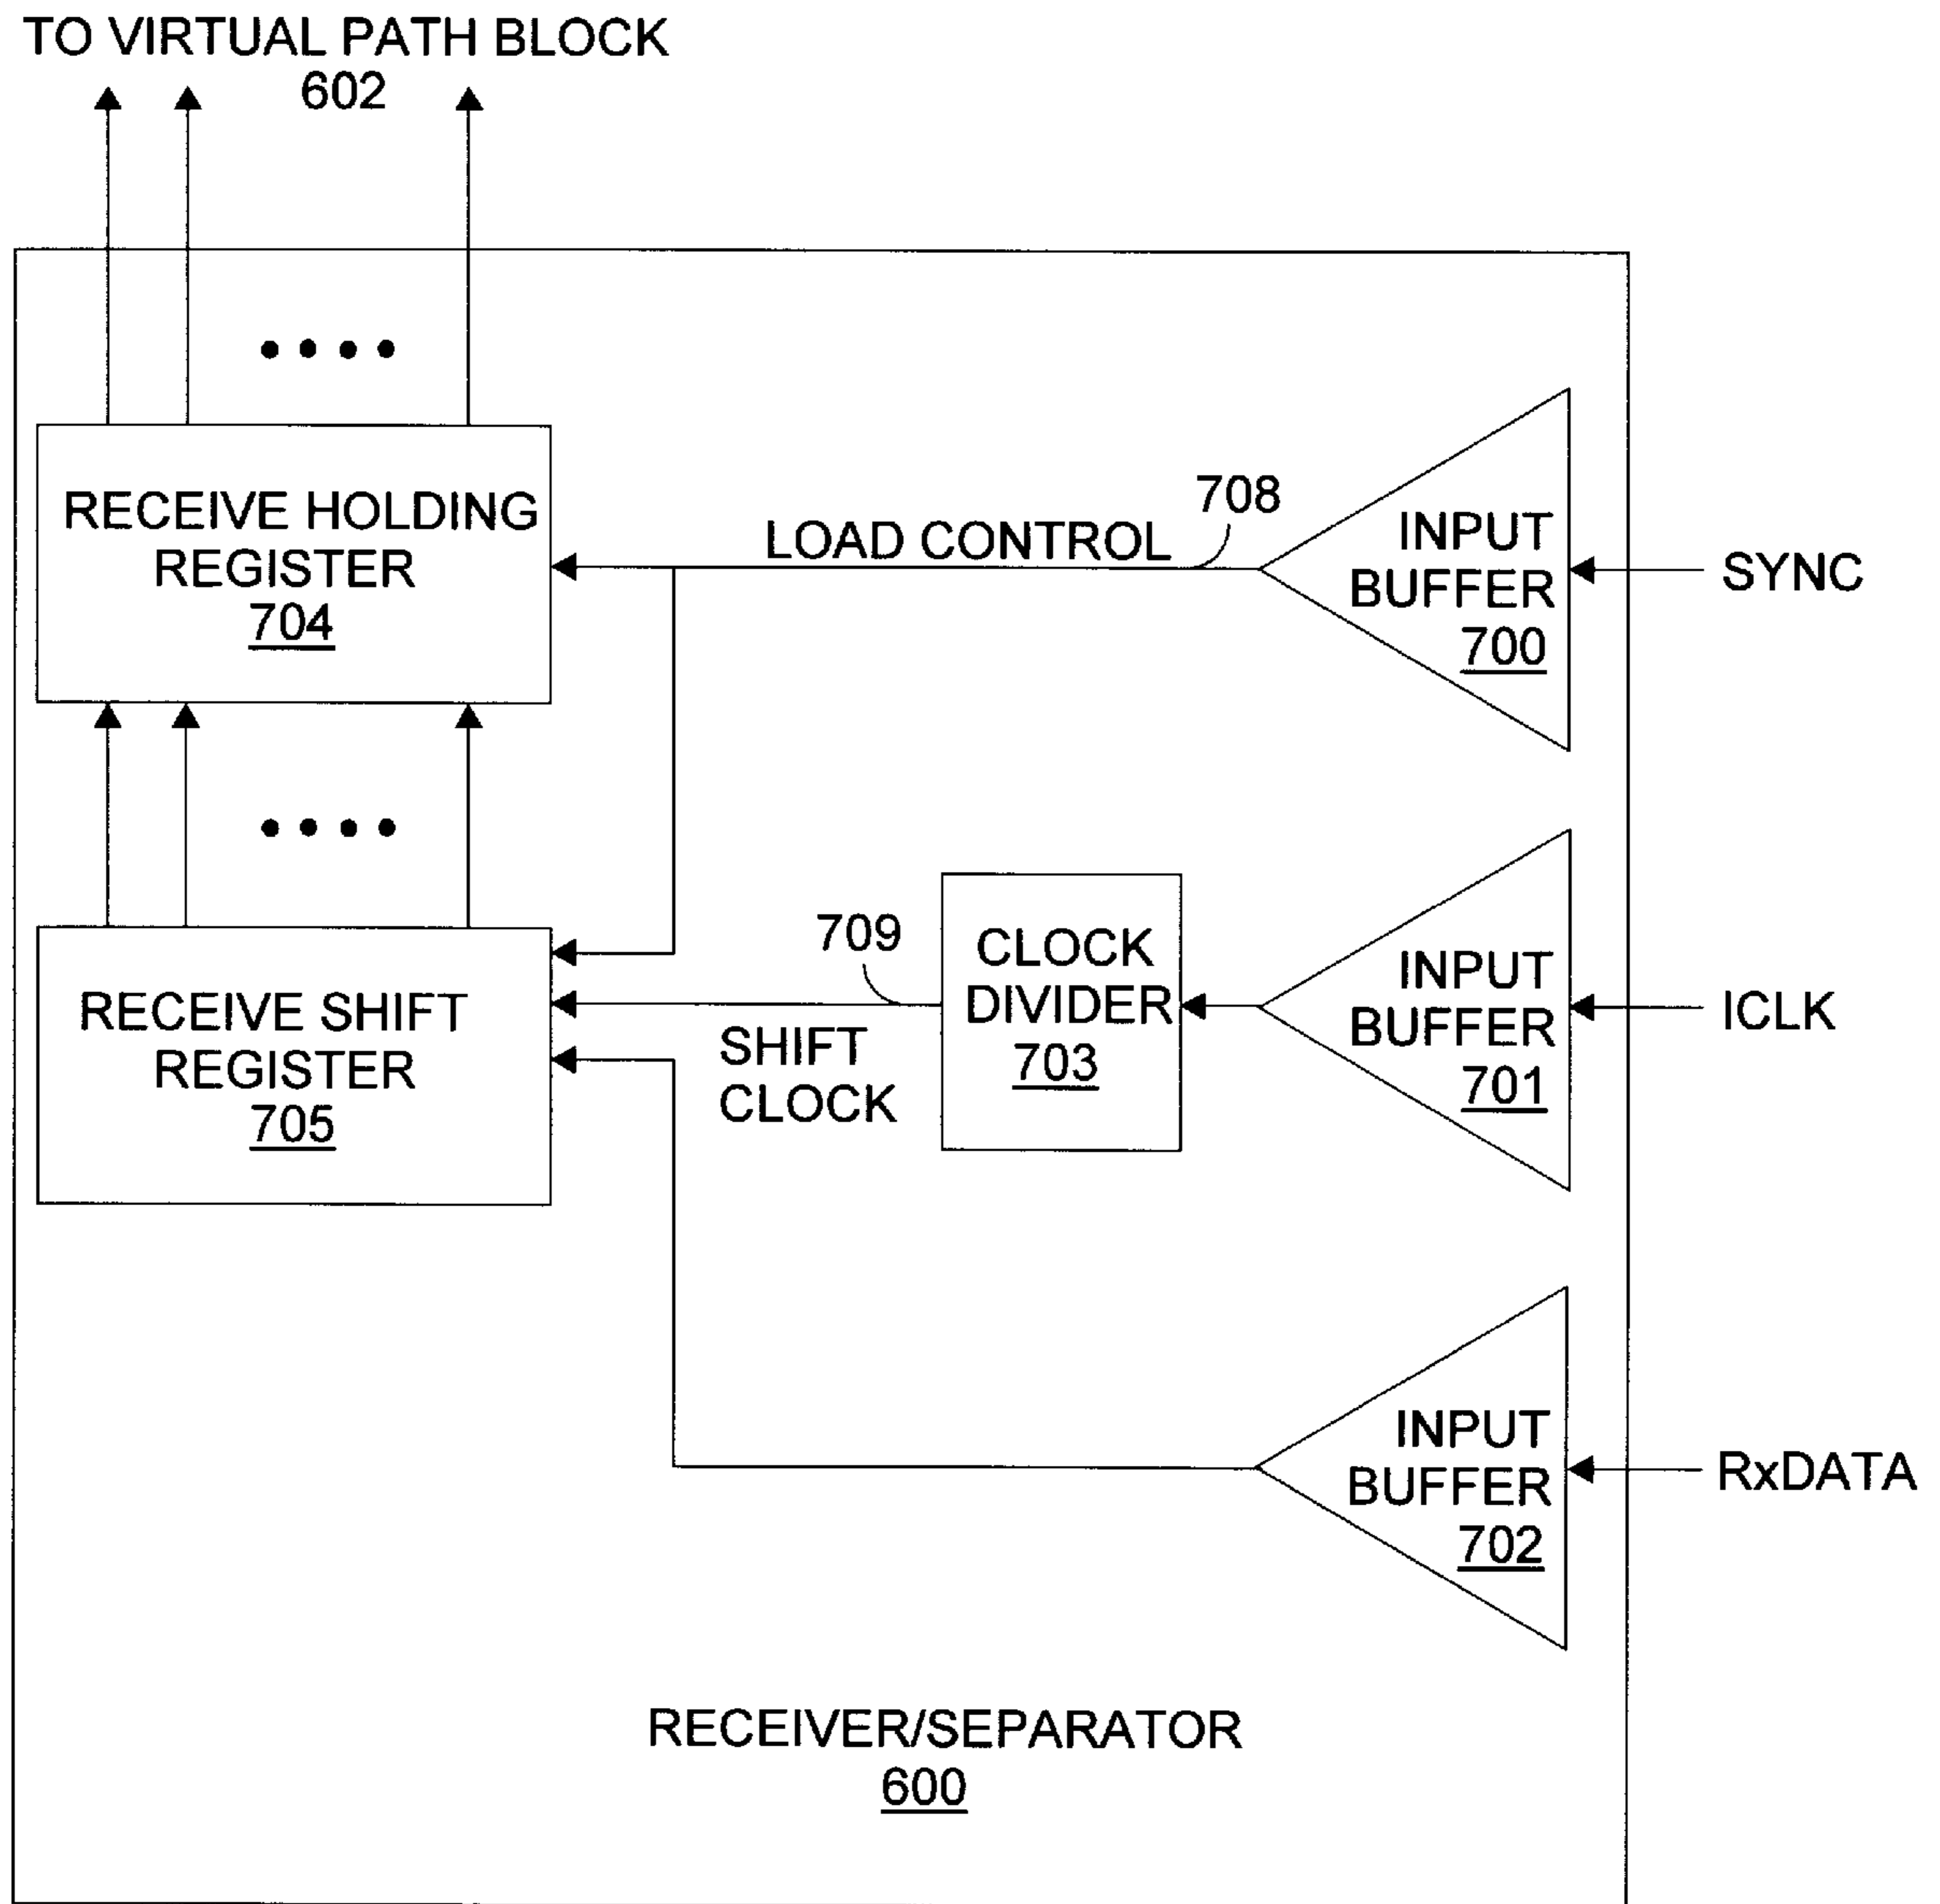 TO VIRTUAL PATH BLOCK
602
RECEIVE HOLDING
REGISTER
704
LOAD CONTROL
708
INPUT
BUFFER
700
SYNC
RECEIVE SHIFT
REGISTER
705
709
SHIFT
CLOCK
CLOCK
DIVIDER
703
INPUT
BUFFER
701
ICLK
INPUT
BUFFER
702
RxDATA
RECEIVER/SEPARATOR
600